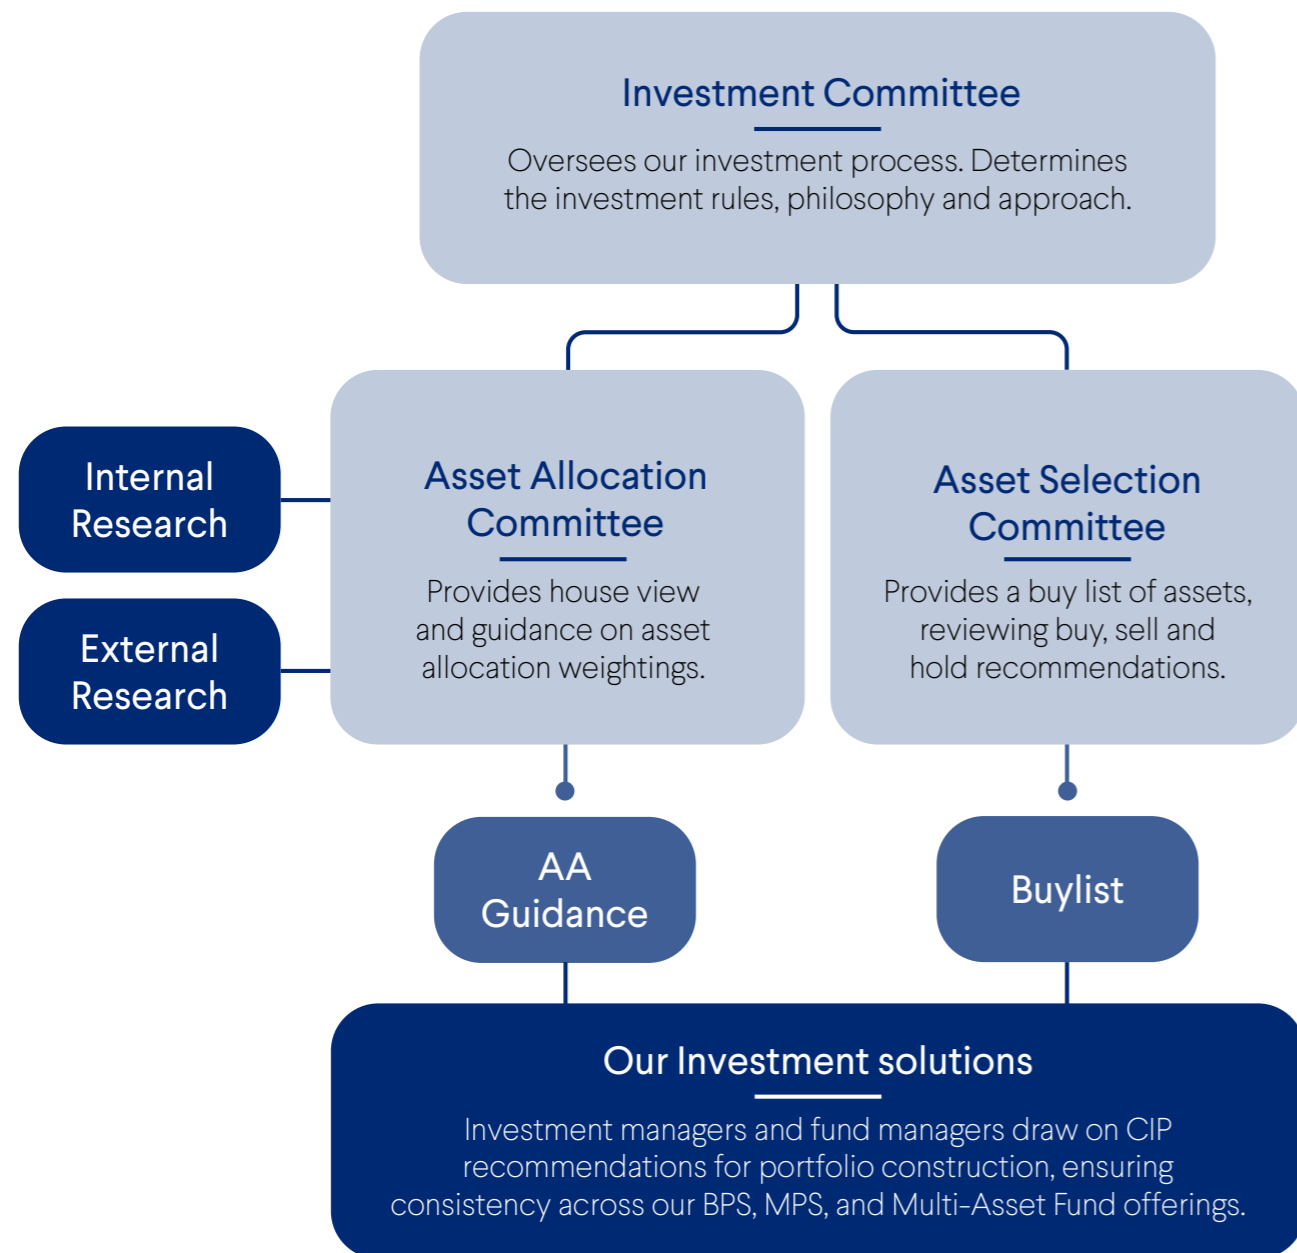 Investment Committee
Oversees our investment process. Determines
the investment rules, philosophy and approach.
Internal
Research
External
Research
Asset Allocation
Committee
Provides house view
and guidance on asset
allocation weightings.
Asset Selection
Committee
Provides a buy list of assets,
reviewing buy, sell and
hold recommendations.
AA
Guidance
Buylist
Our Investment solutions
Investment managers and fund managers draw on CIP
recommendations for portfolio construction, ensuring
consistency across our BPS, MPS, and Multi-Asset Fund offerings.